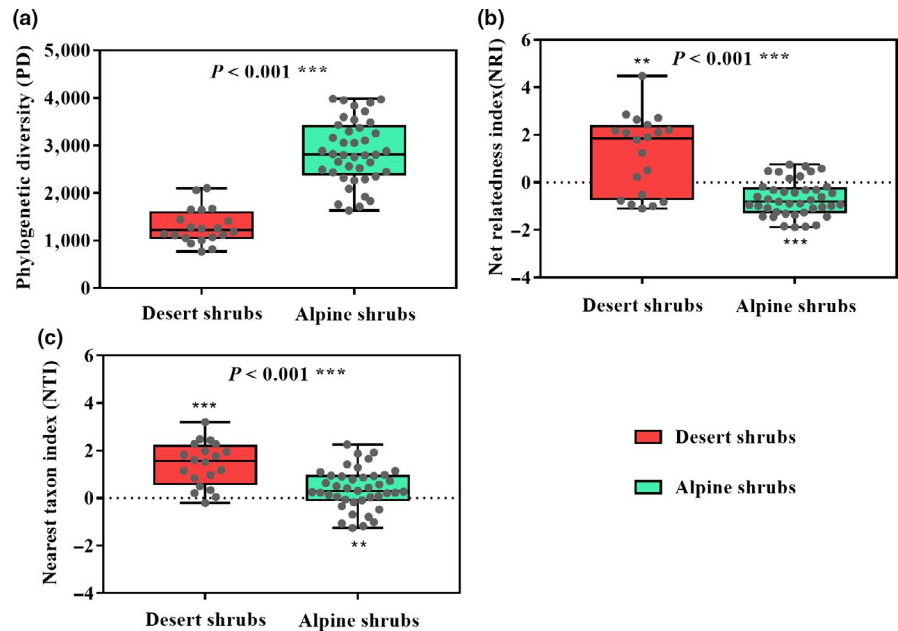 (a)
Phylogenetic diversity (PD)
5,000
4,000
3,000
2,000
1,000
0
P < 0.001 ***
Desert shrubs
Alpine shrubs
(b)
Net relatedness index(NRI)
6
4
2
0
−2
−4
**
P < 0.001 ***
***
Desert shrubs
Alpine shrubs
(c)
Nearest taxon index (NTI)
6
4
2
0
−2
−4
P < 0.001 ***
***
**
Desert shrubs
Alpine shrubs
Desert shrubs
Alpine shrubs